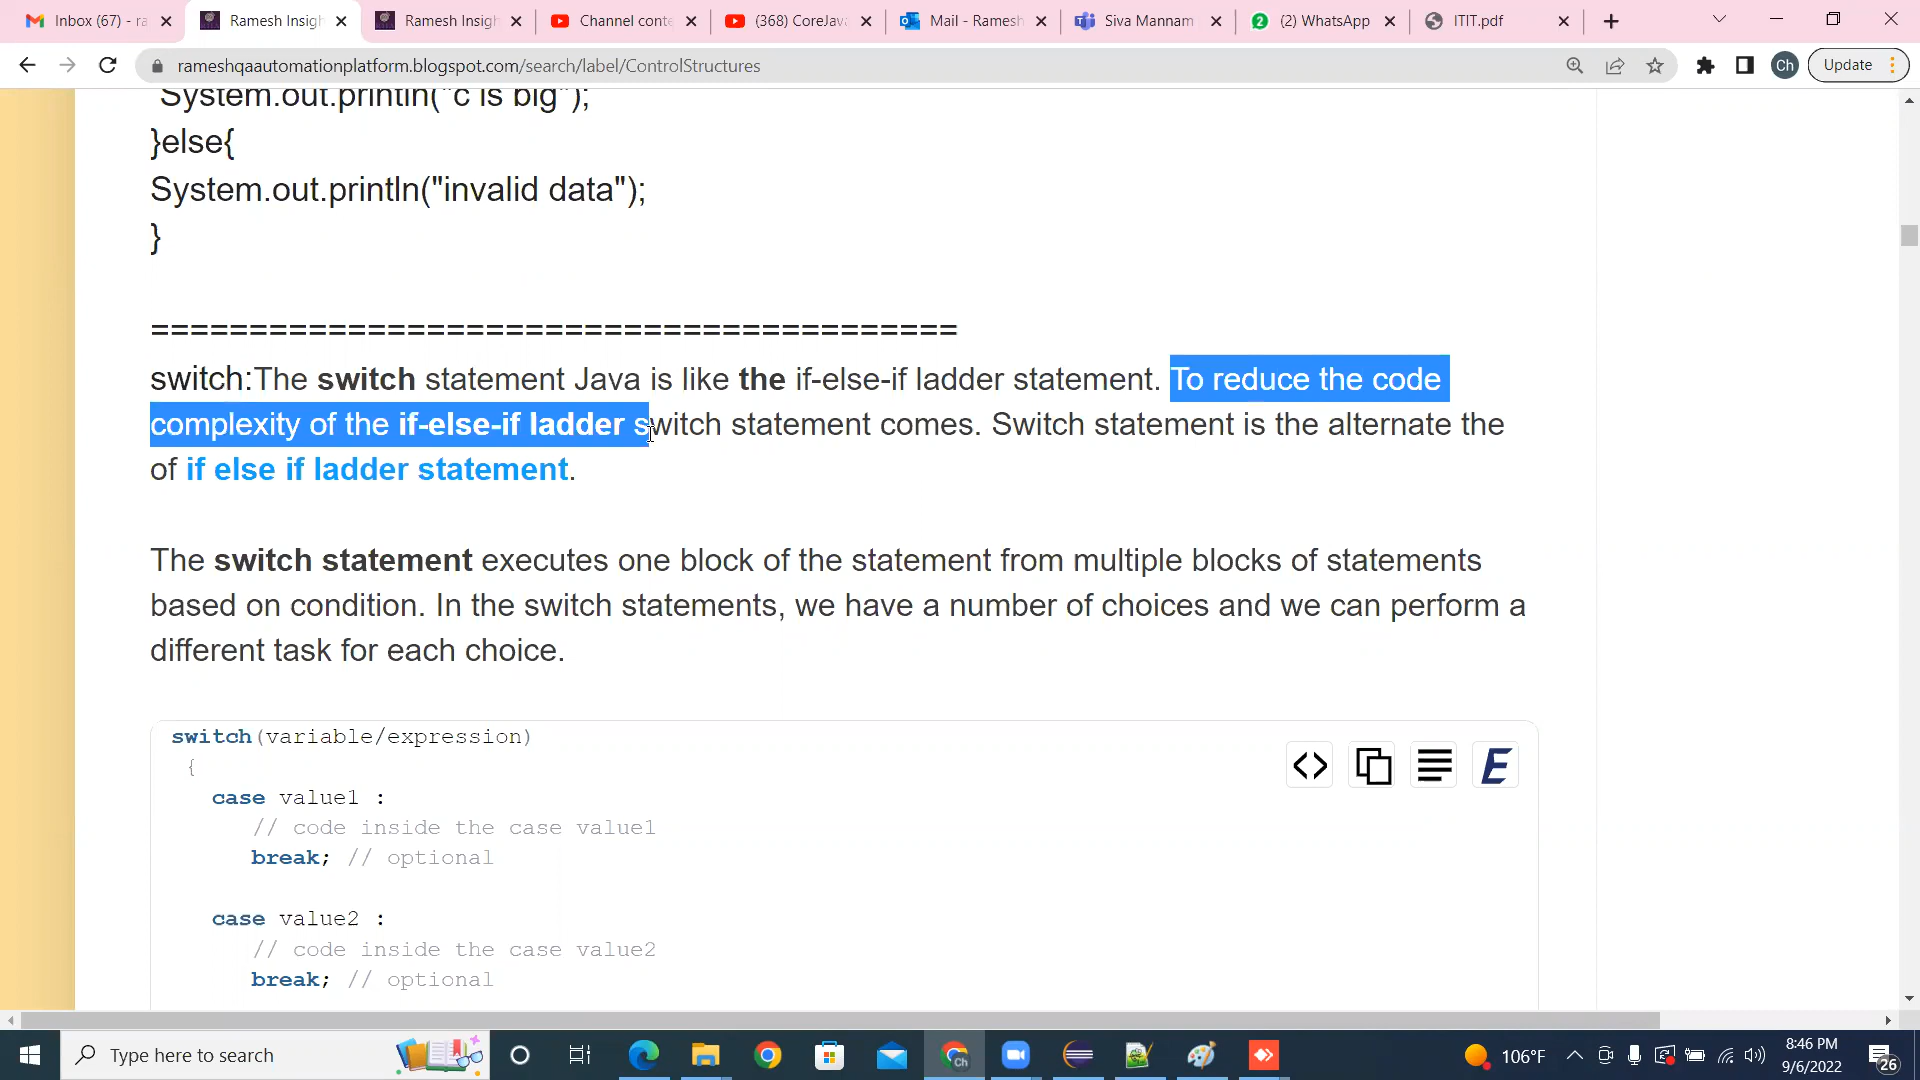 Inbox (67) - ra
Ramesh Insigh
Ramesh Insigh
Channel conte
(368) CoreJava
Mail - Ramesh
Siva Mannam
(2) WhatsApp
ITIT.pdf
rameshqaautomationplatform.blogspot.com/search/label/ControlStructures
Ch
Update
System.out.println("c is big");
}else{
System.out.println("invalid data");
}
=========================================
switch:The switch statement Java is like the if-else-if ladder statement. To reduce the code
complexity of the if-else-if ladder switch statement comes. Switch statement is the alternate the
of if else if ladder statement.
The switch statement executes one block of the statement from multiple blocks of statements
based on condition. In the switch statements, we have a number of choices and we can perform a
different task for each choice.
switch(variable/expression)
{
case value1 :
// code inside the case value1
break; // optional
case value2 :
// code inside the case value2
break; // optional
Type here to search
106°F
8:46 PM
9/6/2022
26